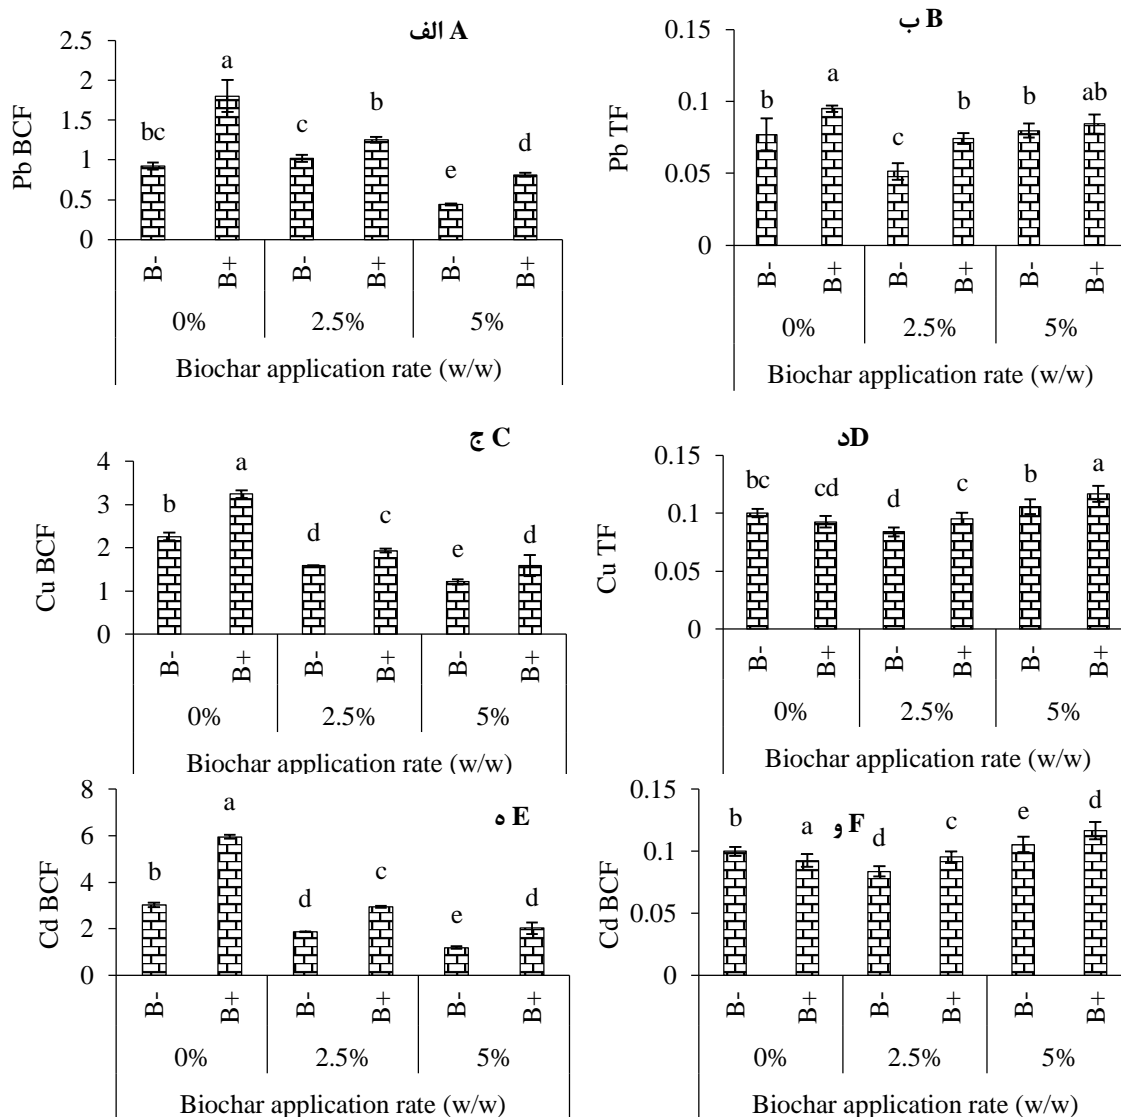 الف A
2.5
2
1.5
1
0.5
0
Pb BCF
bc
a
c
b
e
d
B-
B+
B-
B+
B-
B+
0%
2.5%
5%
Biochar application rate (w/w)
ب B
0.15
0.1
0.05
0
Pb TF
b
a
c
b
b
ab
B-
B+
B-
B+
B-
B+
0%
2.5%
5%
Biochar application rate (w/w)
ج C
4
3
2
1
0
Cu BCF
b
a
d
c
e
d
B-
B+
B-
B+
B-
B+
0%
2.5%
5%
Biochar application rate (w/w)
دD
0.15
0.1
0.05
0
Cu TF
bc
cd
d
c
b
a
B-
B+
B-
B+
B-
B+
0%
2.5%
5%
Biochar application rate (w/w)
ه E
8
6
4
2
0
Cd BCF
b
a
d
c
e
d
B-
B+
B-
B+
B-
B+
0%
2.5%
5%
Biochar application rate (w/w)
و F
0.15
0.1
0.05
0
Cd BCF
b
a
d
c
e
d
B-
B+
B-
B+
B-
B+
0%
2.5%
5%
Biochar application rate (w/w)